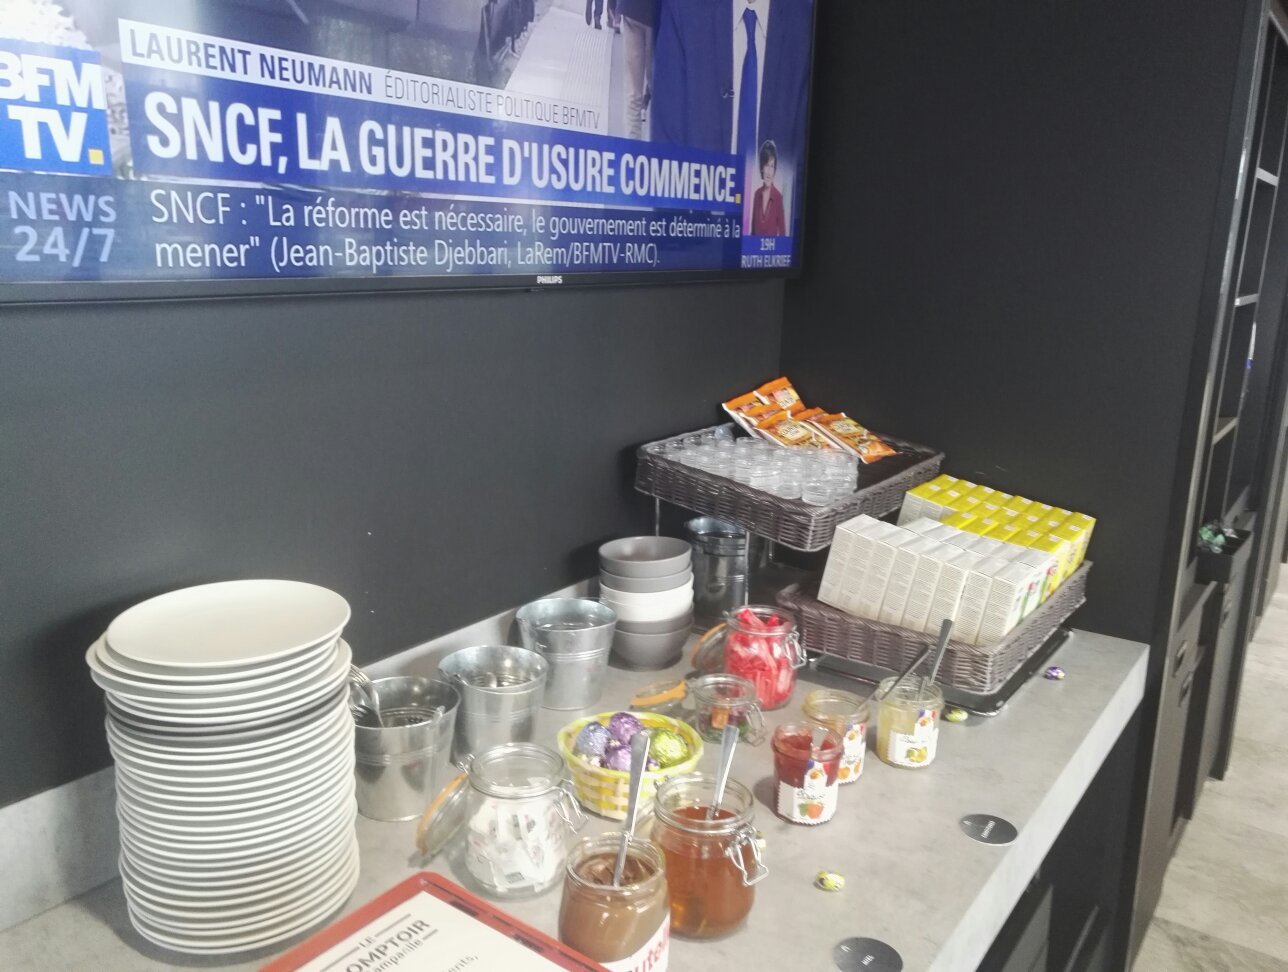 LAURENT NEUMANN ÉDITORIALISTE POLITIQUE BFMTV
BFM
TV.
SNCF, LA GUERRE D'USURE COMMENCE.
NEWS
24/7
SNCF : "La réforme est nécessaire, le gouvernement est déterminé à la
mener" (Jean-Baptiste Djebbari, LaRem/BFMTV-RMC).
19H
RUTH ELKRIEF
PHILIPS
LE
COMPTOIR